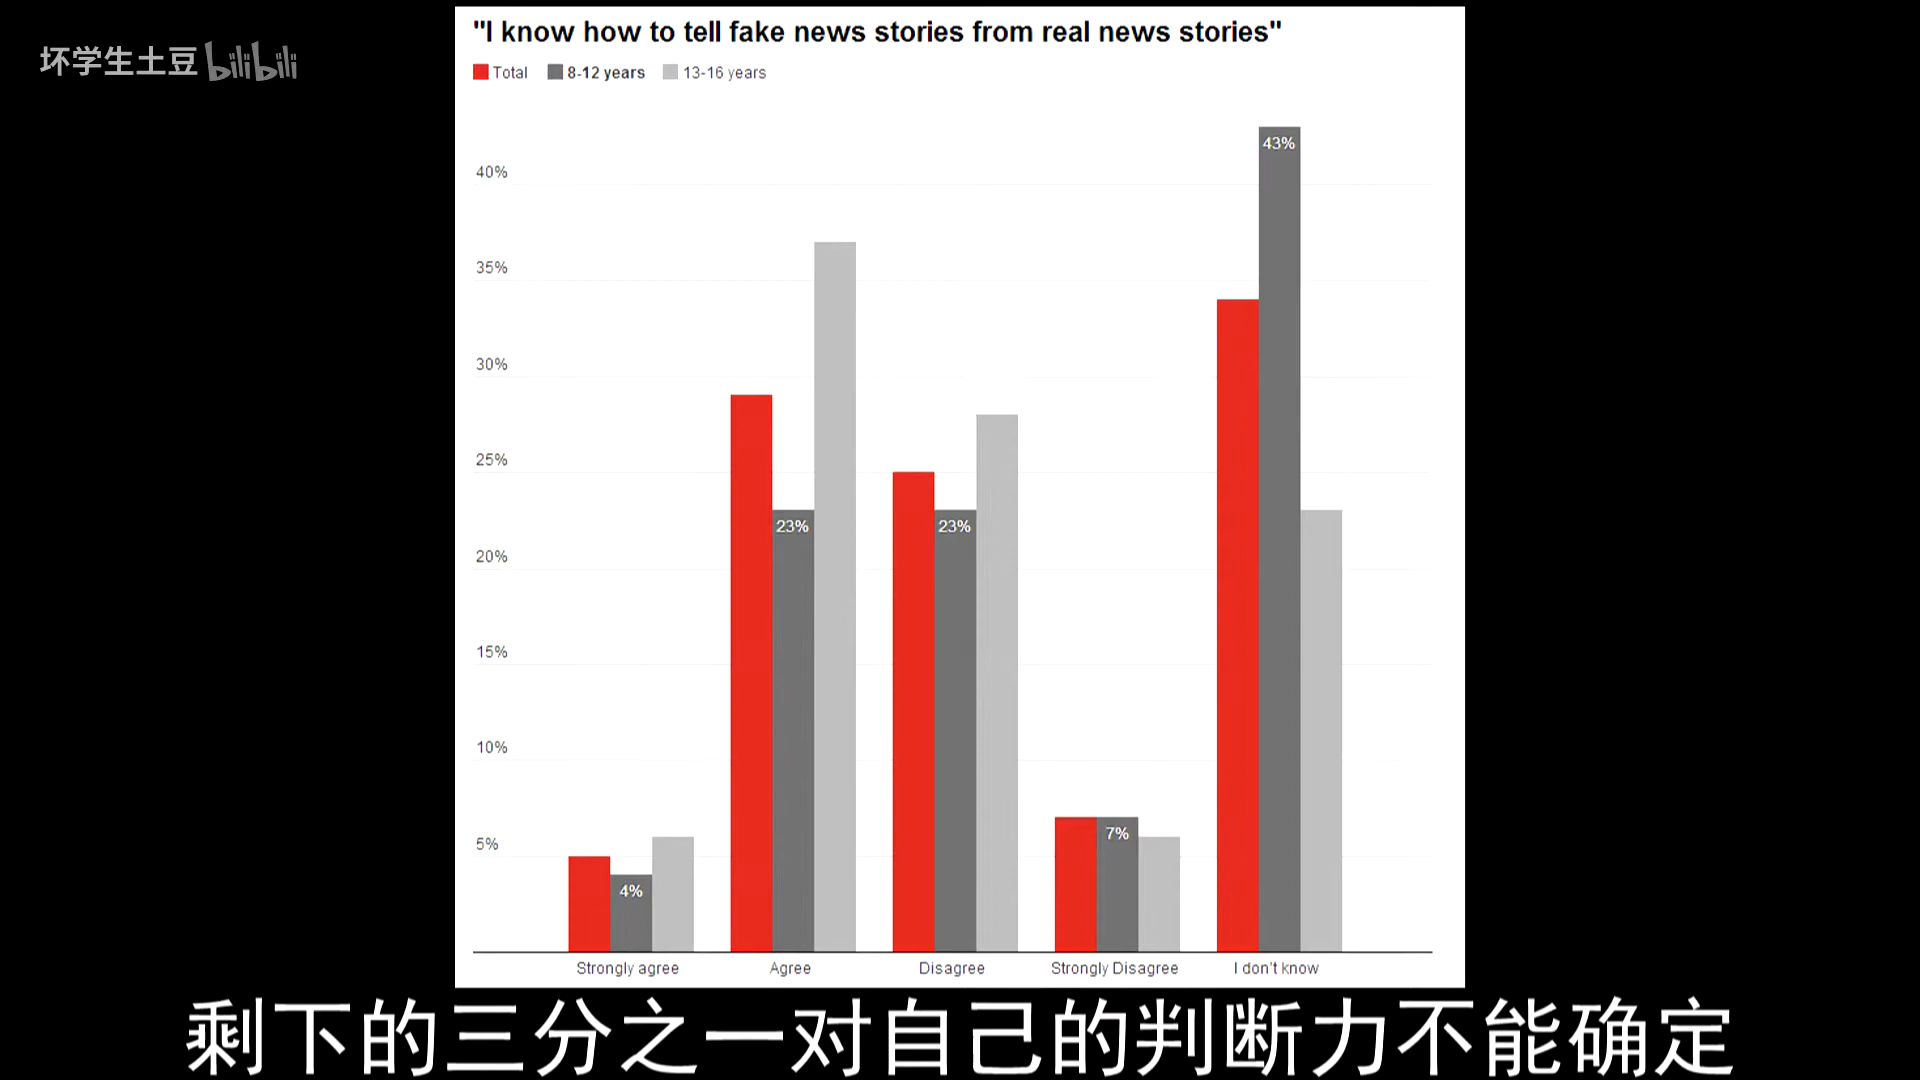 坏学生土豆 bilibili
"I know how to tell fake news stories from real news stories"
Total 8-12 years 13-16 years
43%
40%
35%
30%
25%
23% 23%
20%
15%
10%
7%
5%
4%
Strongly agree Agree Disagree Strongly Disagree I don't know
剩下的三分之一对自己的判断力不能确定